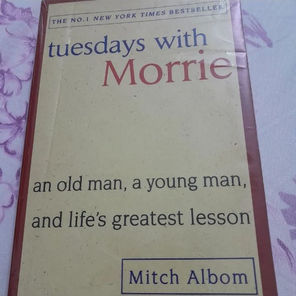 THE NO.1 NEW YORK TIMES BESTSELLER
tuesdays with
Morrie
an old man, a young man,
and life's greatest lesson
Mitch Albom